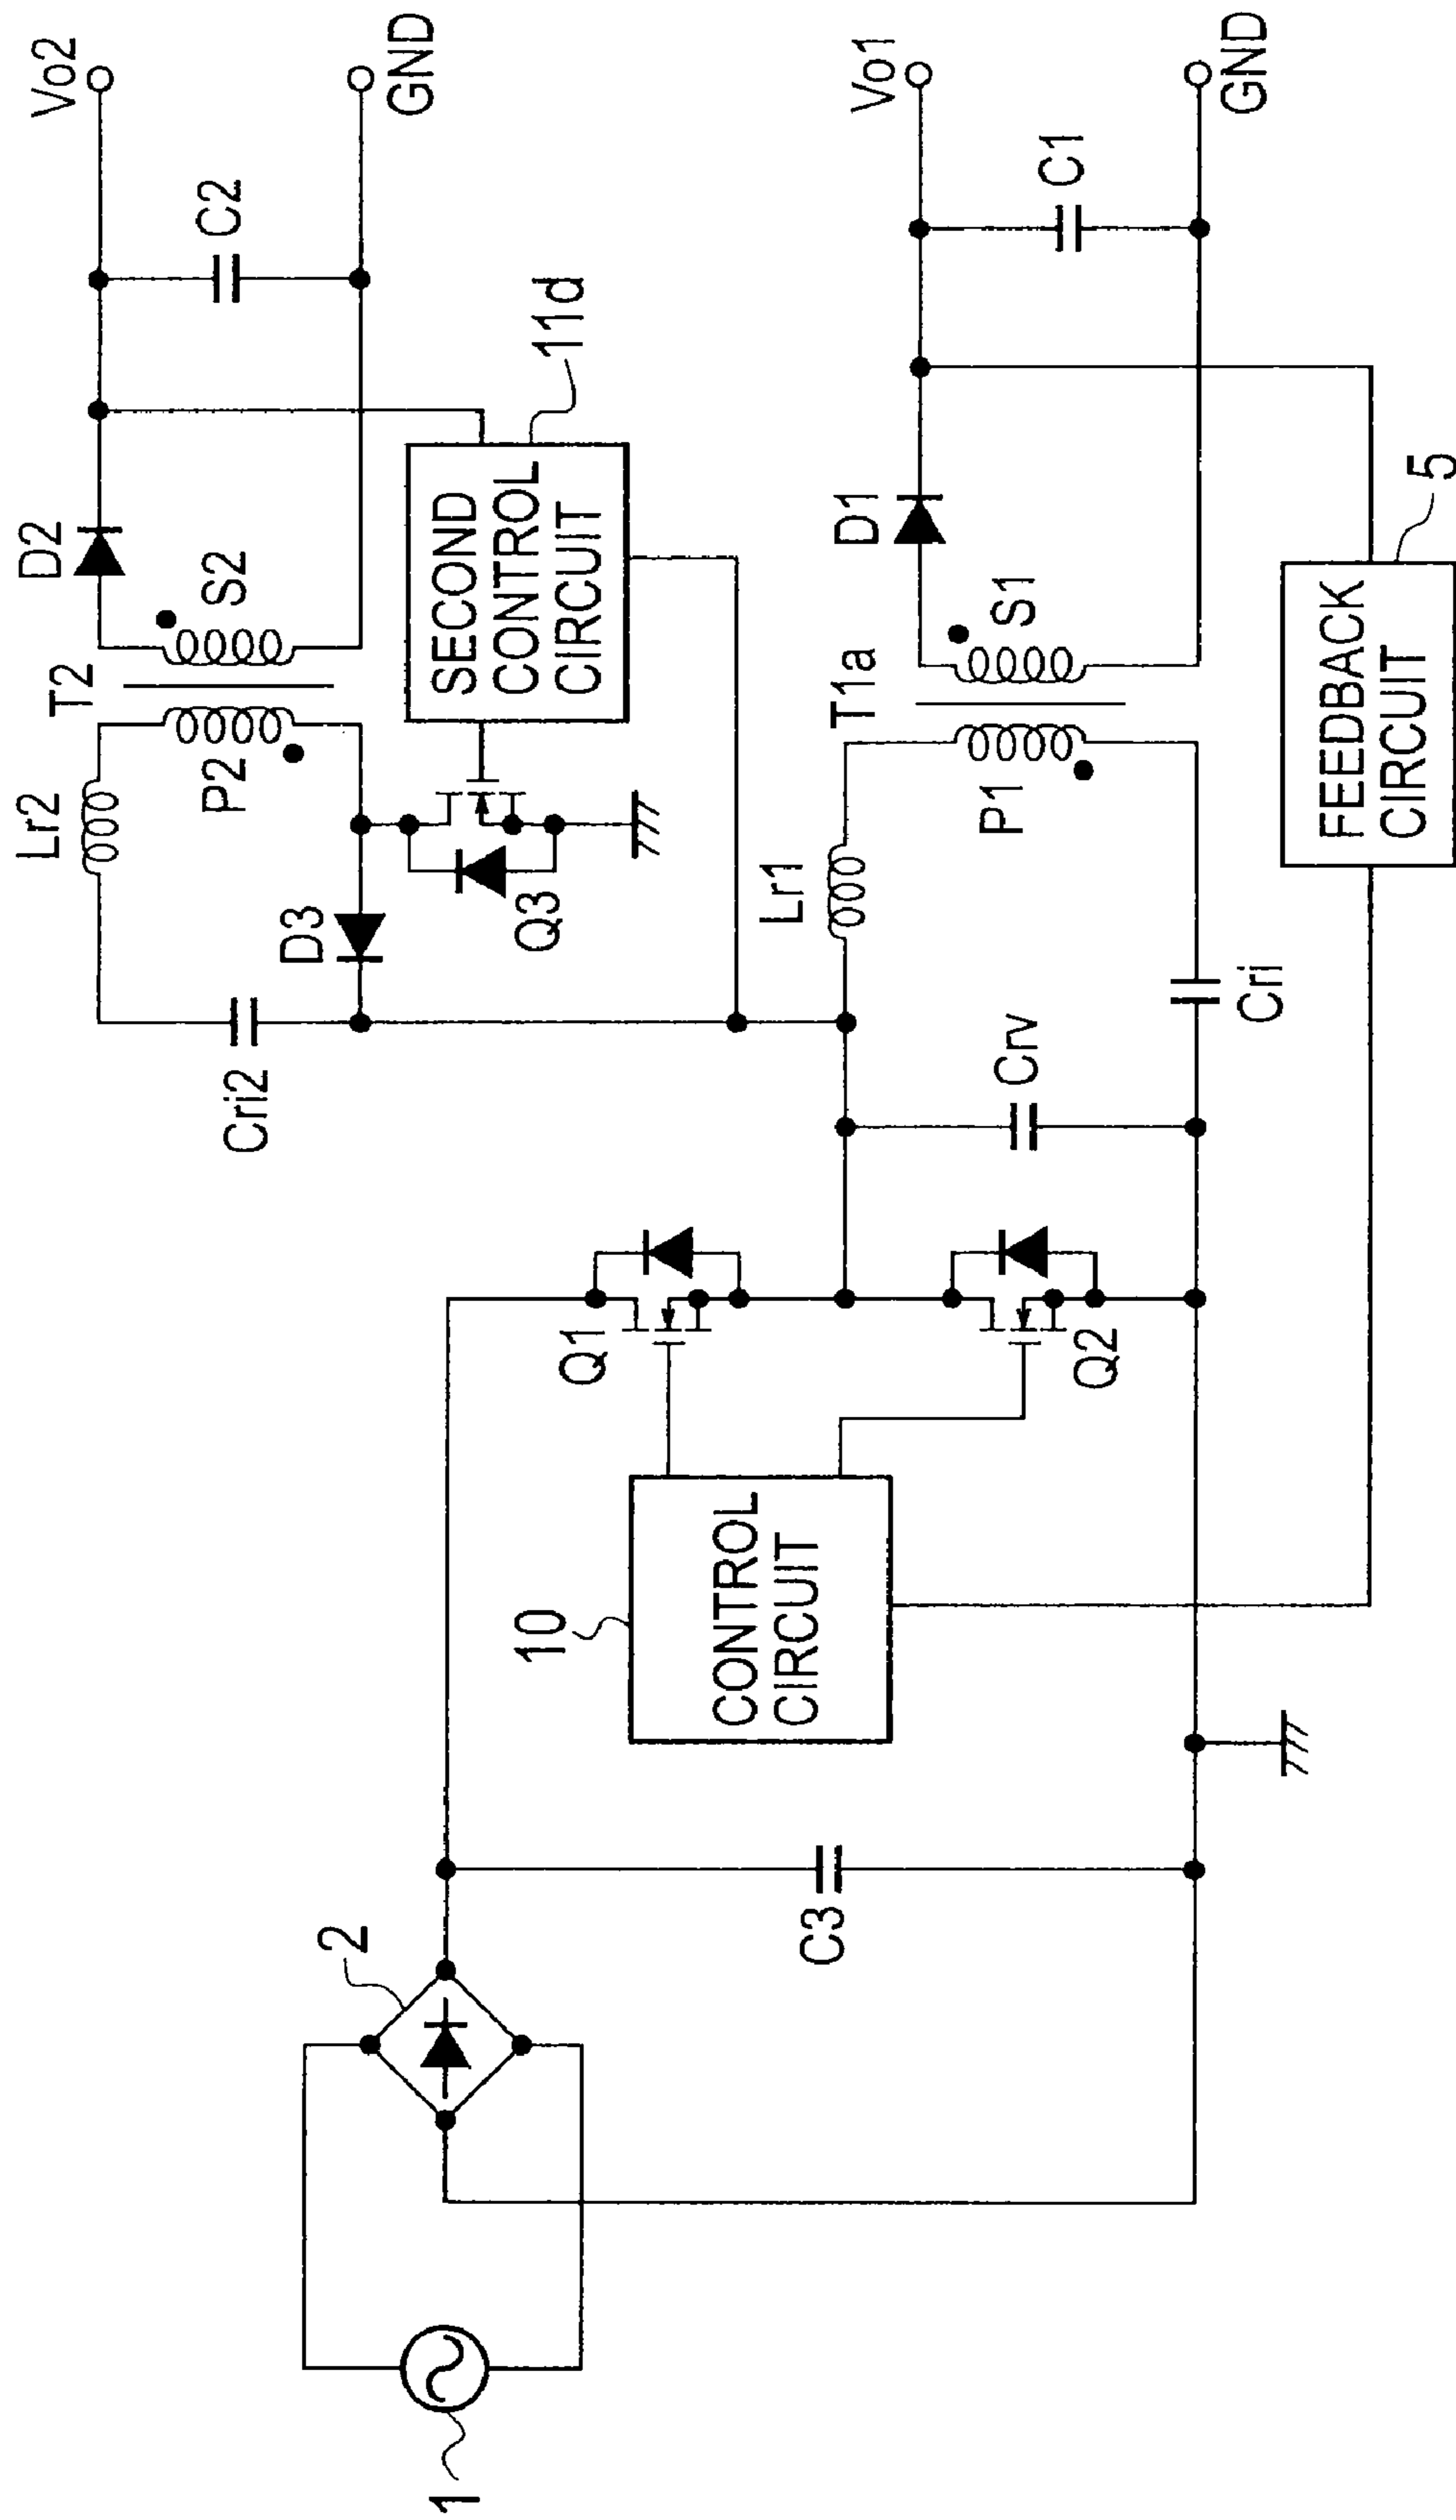 1
2
C3
10
CONTROL
CIRCUIT
Q1
Q2
Crv
Cri
Cri2
Lr2
D3
Q3
P2
T2
S2
D2
SECOND
CONTROL
CIRCUIT
11d
C2
Vo2
GND
Lr1
P1
T1a
S1
D1
C1
Vo1
GND
FEEDBACK
CIRCUIT
5